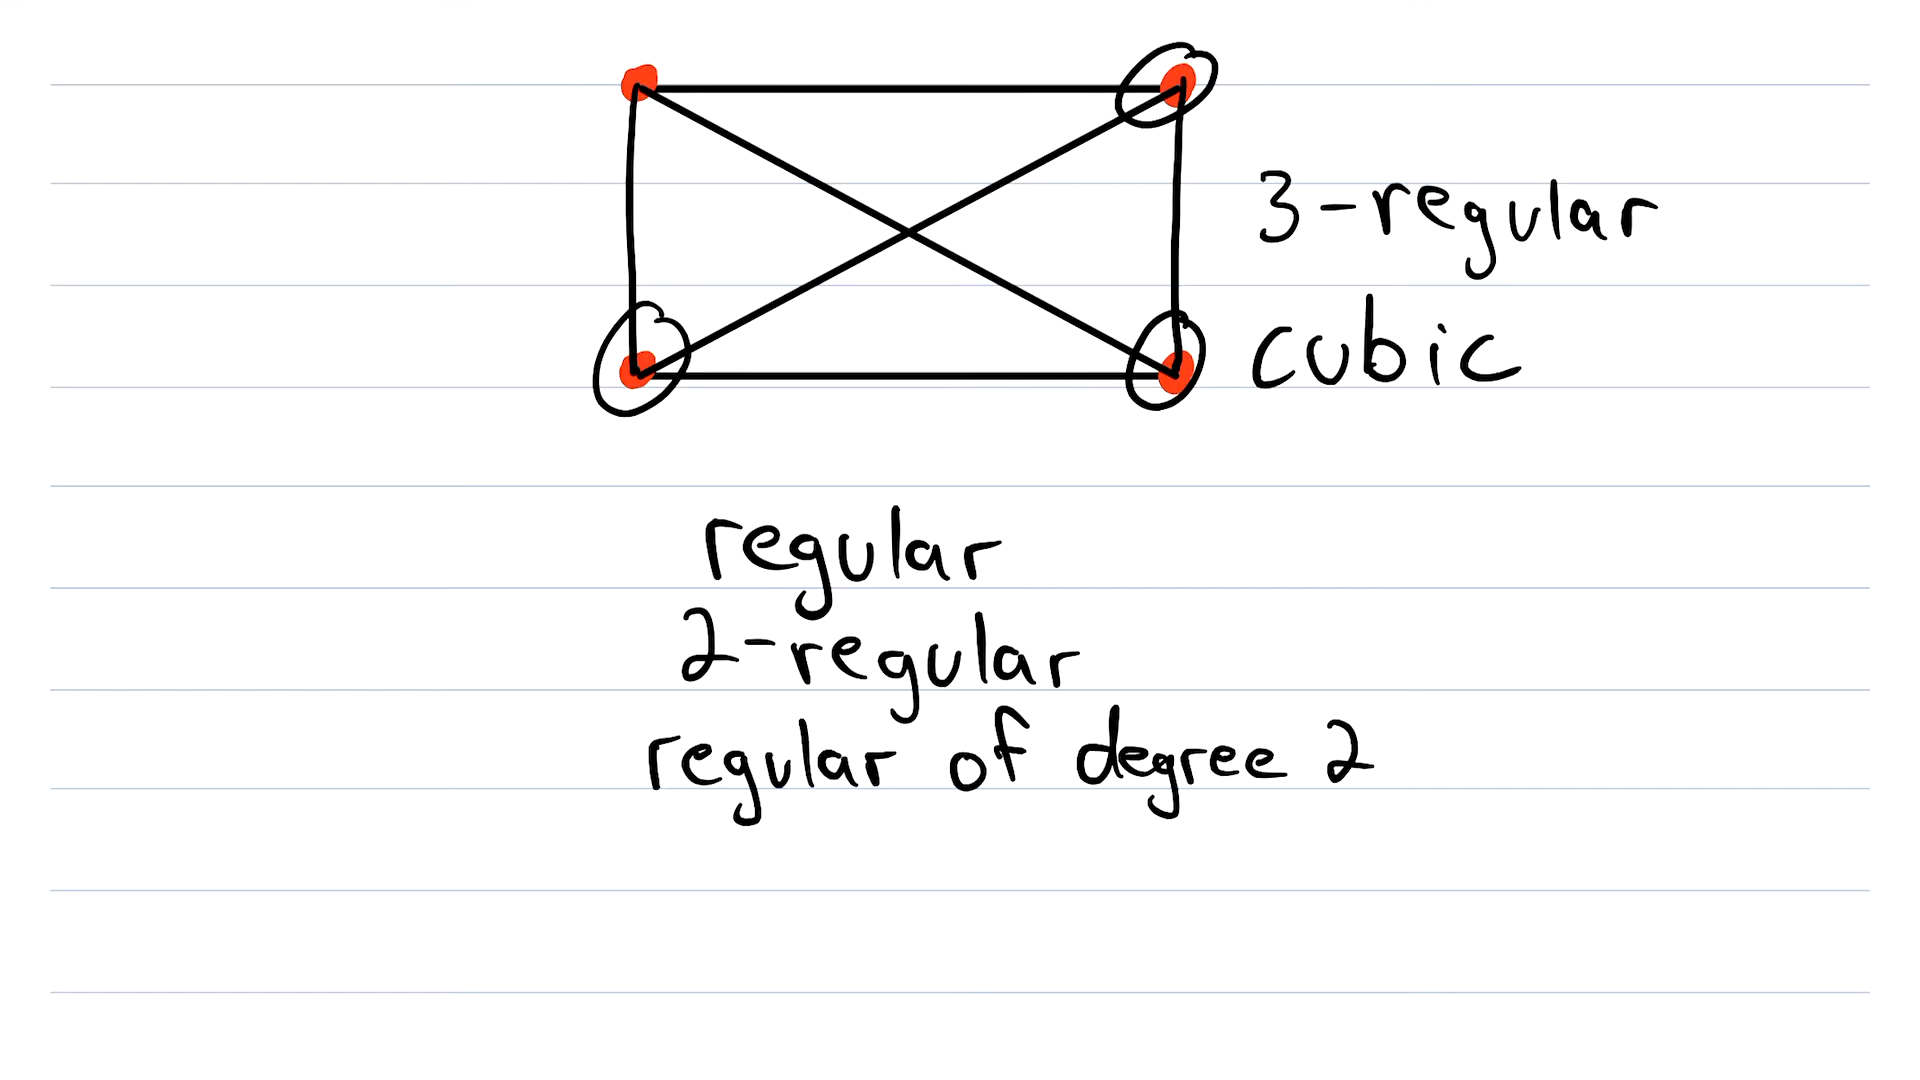 3-regular
cubic
regular
2-regular
regular of degree 2